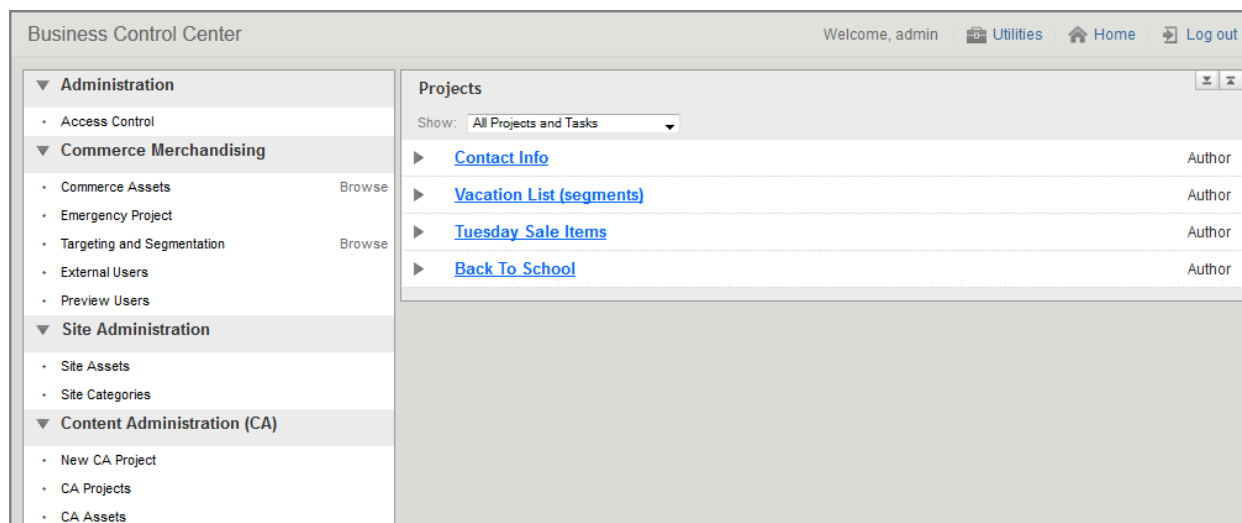 Business Control Center
Welcome, admin Utilities Home Log out
Administration
Access Control
Commerce Merchandising
Commerce Assets Browse
Emergency Project
Targeting and Segmentation Browse
External Users
Preview Users
Site Administration
Site Assets
Site Categories
Content Administration (CA)
New CA Project
CA Projects
CA Assets
Projects
Show: All Projects and Tasks
Contact Info Author
Vacation List (segments) Author
Tuesday Sale Items Author
Back To School Author